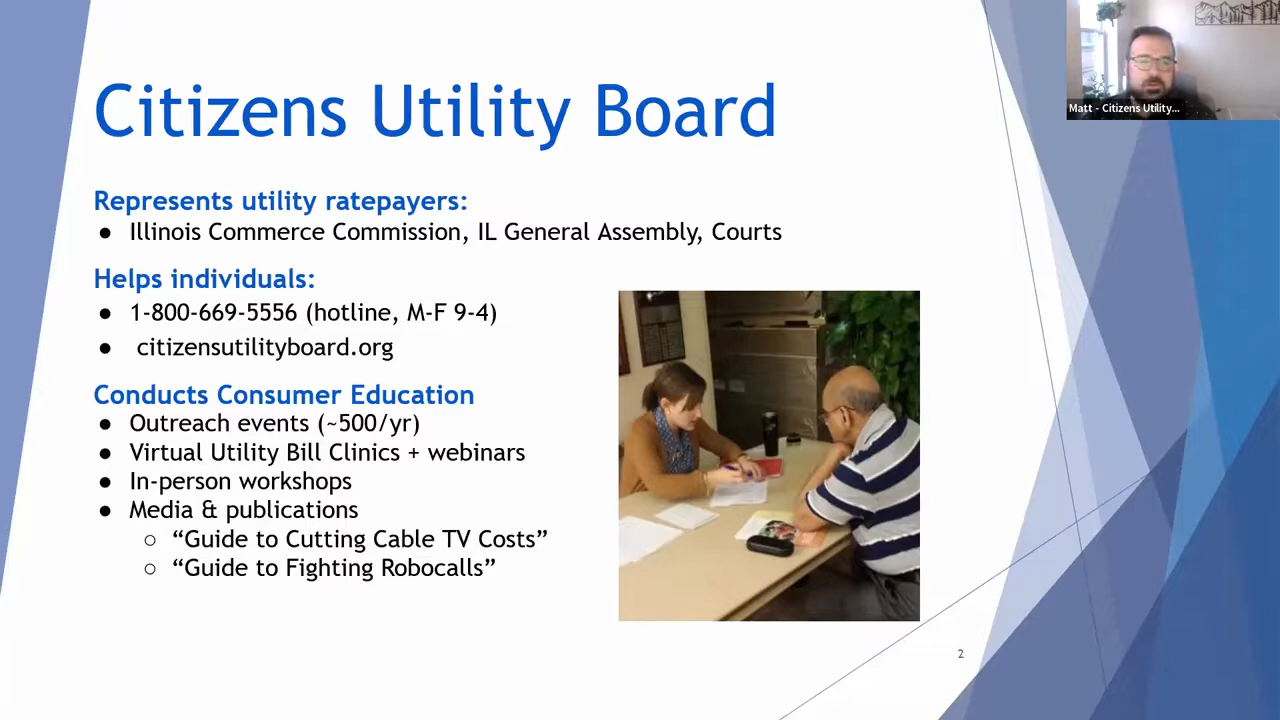 Citizens Utility Board
Matt - Citizens Utility...
Represents utility ratepayers:
● Illinois Commerce Commission, IL General Assembly, Courts
Helps individuals:
● 1-800-669-5556 (hotline, M-F 9-4)
● citizensutilityboard.org
Conducts Consumer Education
● Outreach events (~500/yr)
● Virtual Utility Bill Clinics + webinars
● In-person workshops
● Media & publications
○ “Guide to Cutting Cable TV Costs”
○ “Guide to Fighting Robocalls”
2